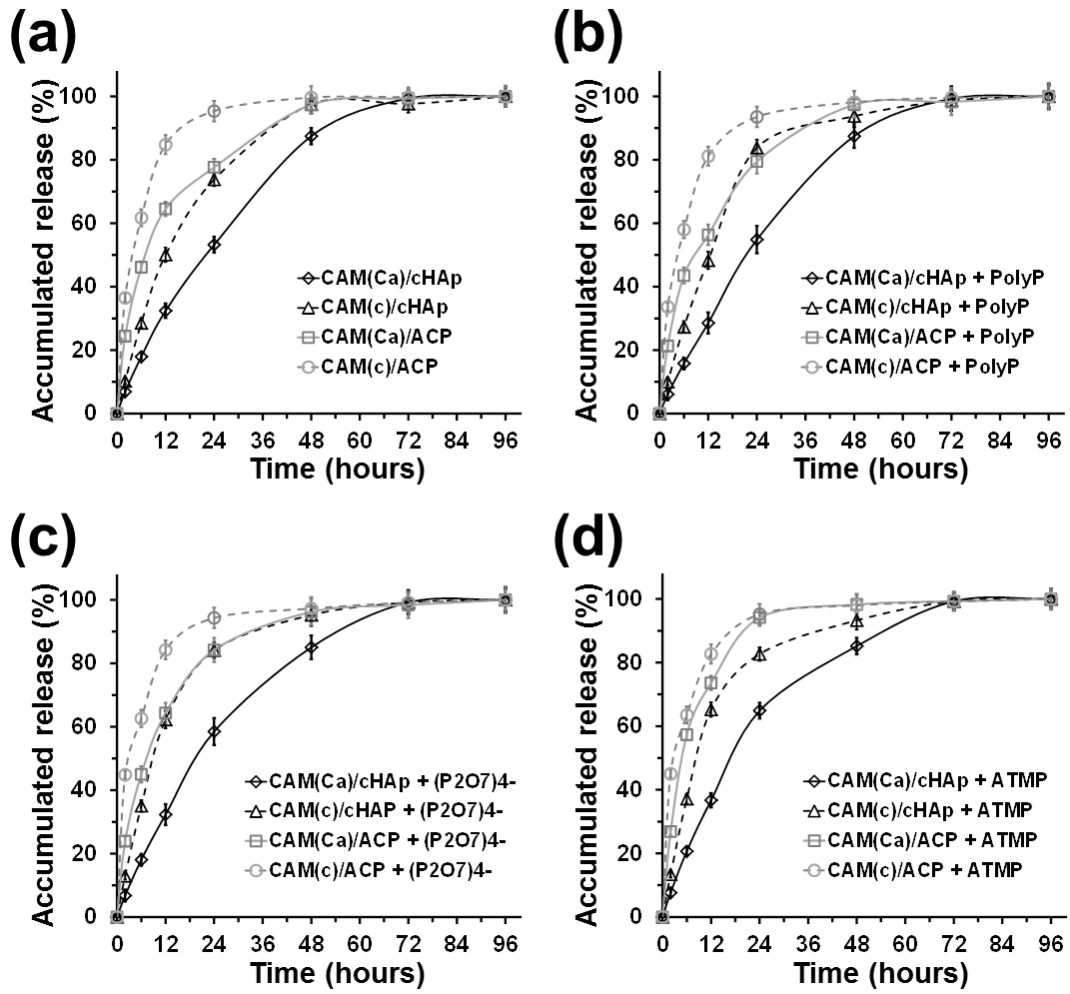 (a)
Accumulated release (%)
100
80
60
40
20
0
CAM(Ca)/cHAp
CAM(c)/cHAp
CAM(Ca)/ACP
CAM(c)/ACP
0 12 24 36 48 60 72 84 96
Time (hours)
(b)
Accumulated release (%)
100
80
60
40
20
0
CAM(Ca)/cHAp + PolyP
CAM(c)/cHAp + PolyP
CAM(Ca)/ACP + PolyP
CAM(c)/ACP + PolyP
0 12 24 36 48 60 72 84 96
Time (hours)
(c)
Accumulated release (%)
100
80
60
40
20
0
CAM(Ca)/cHAp + (P2O7)4-
CAM(c)/cHAP + (P2O7)4-
CAM(Ca)/ACP + (P2O7)4-
CAM(c)/ACP + (P2O7)4-
0 12 24 36 48 60 72 84 96
Time (hours)
(d)
Accumulated release (%)
100
80
60
40
20
0
CAM(Ca)/cHAp + ATMP
CAM(c)/cHAp + ATMP
CAM(Ca)/ACP + ATMP
CAM(c)/ACP + ATMP
0 12 24 36 48 60 72 84 96
Time (hours)